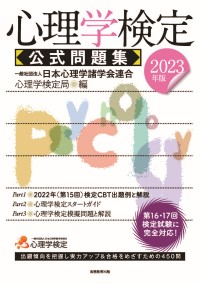 心理学検定
公式問題集
2023
年版
一般社団法人 日本心理学諸学会連合
心理学検定局●編
Psycho
Part1●2022年(第15回)検定CBT出題例と解説
Part2●心理学検定スタートガイド
Part3●心理学検定模擬問題と解説
第16・17回
検定試験に
完全対応!
心理学検定
出題傾向を把握し実力アップ&合格をめざすための450問
実務教育出版